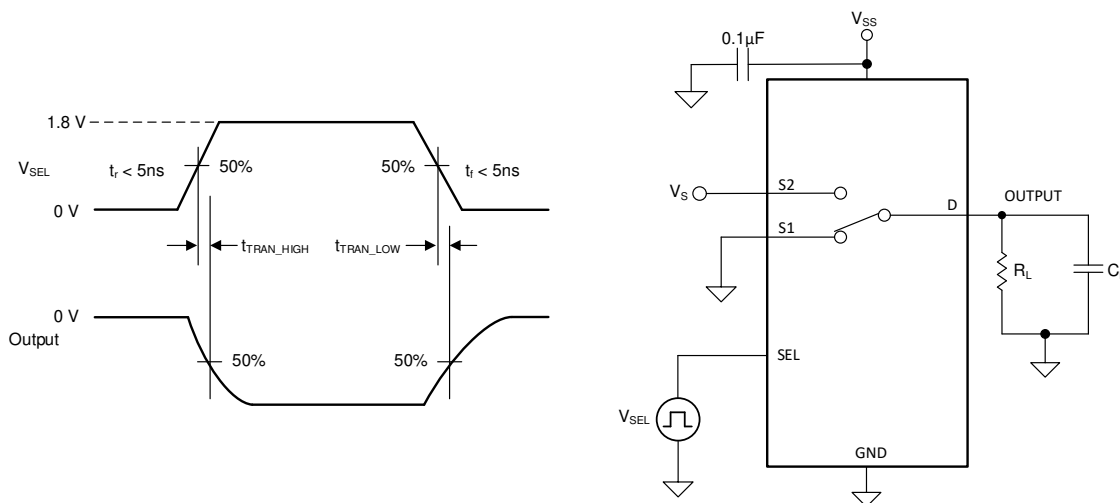 1.8 V
V_SEL
t_r < 5ns
50%
50%
t_f < 5ns
0 V
t_TRAN_HIGH
t_TRAN_LOW
0 V
Output
50%
50%
V_SS
0.1µF
V_S
S2
S1
D
OUTPUT
R_L
C
SEL
V_SEL
GND